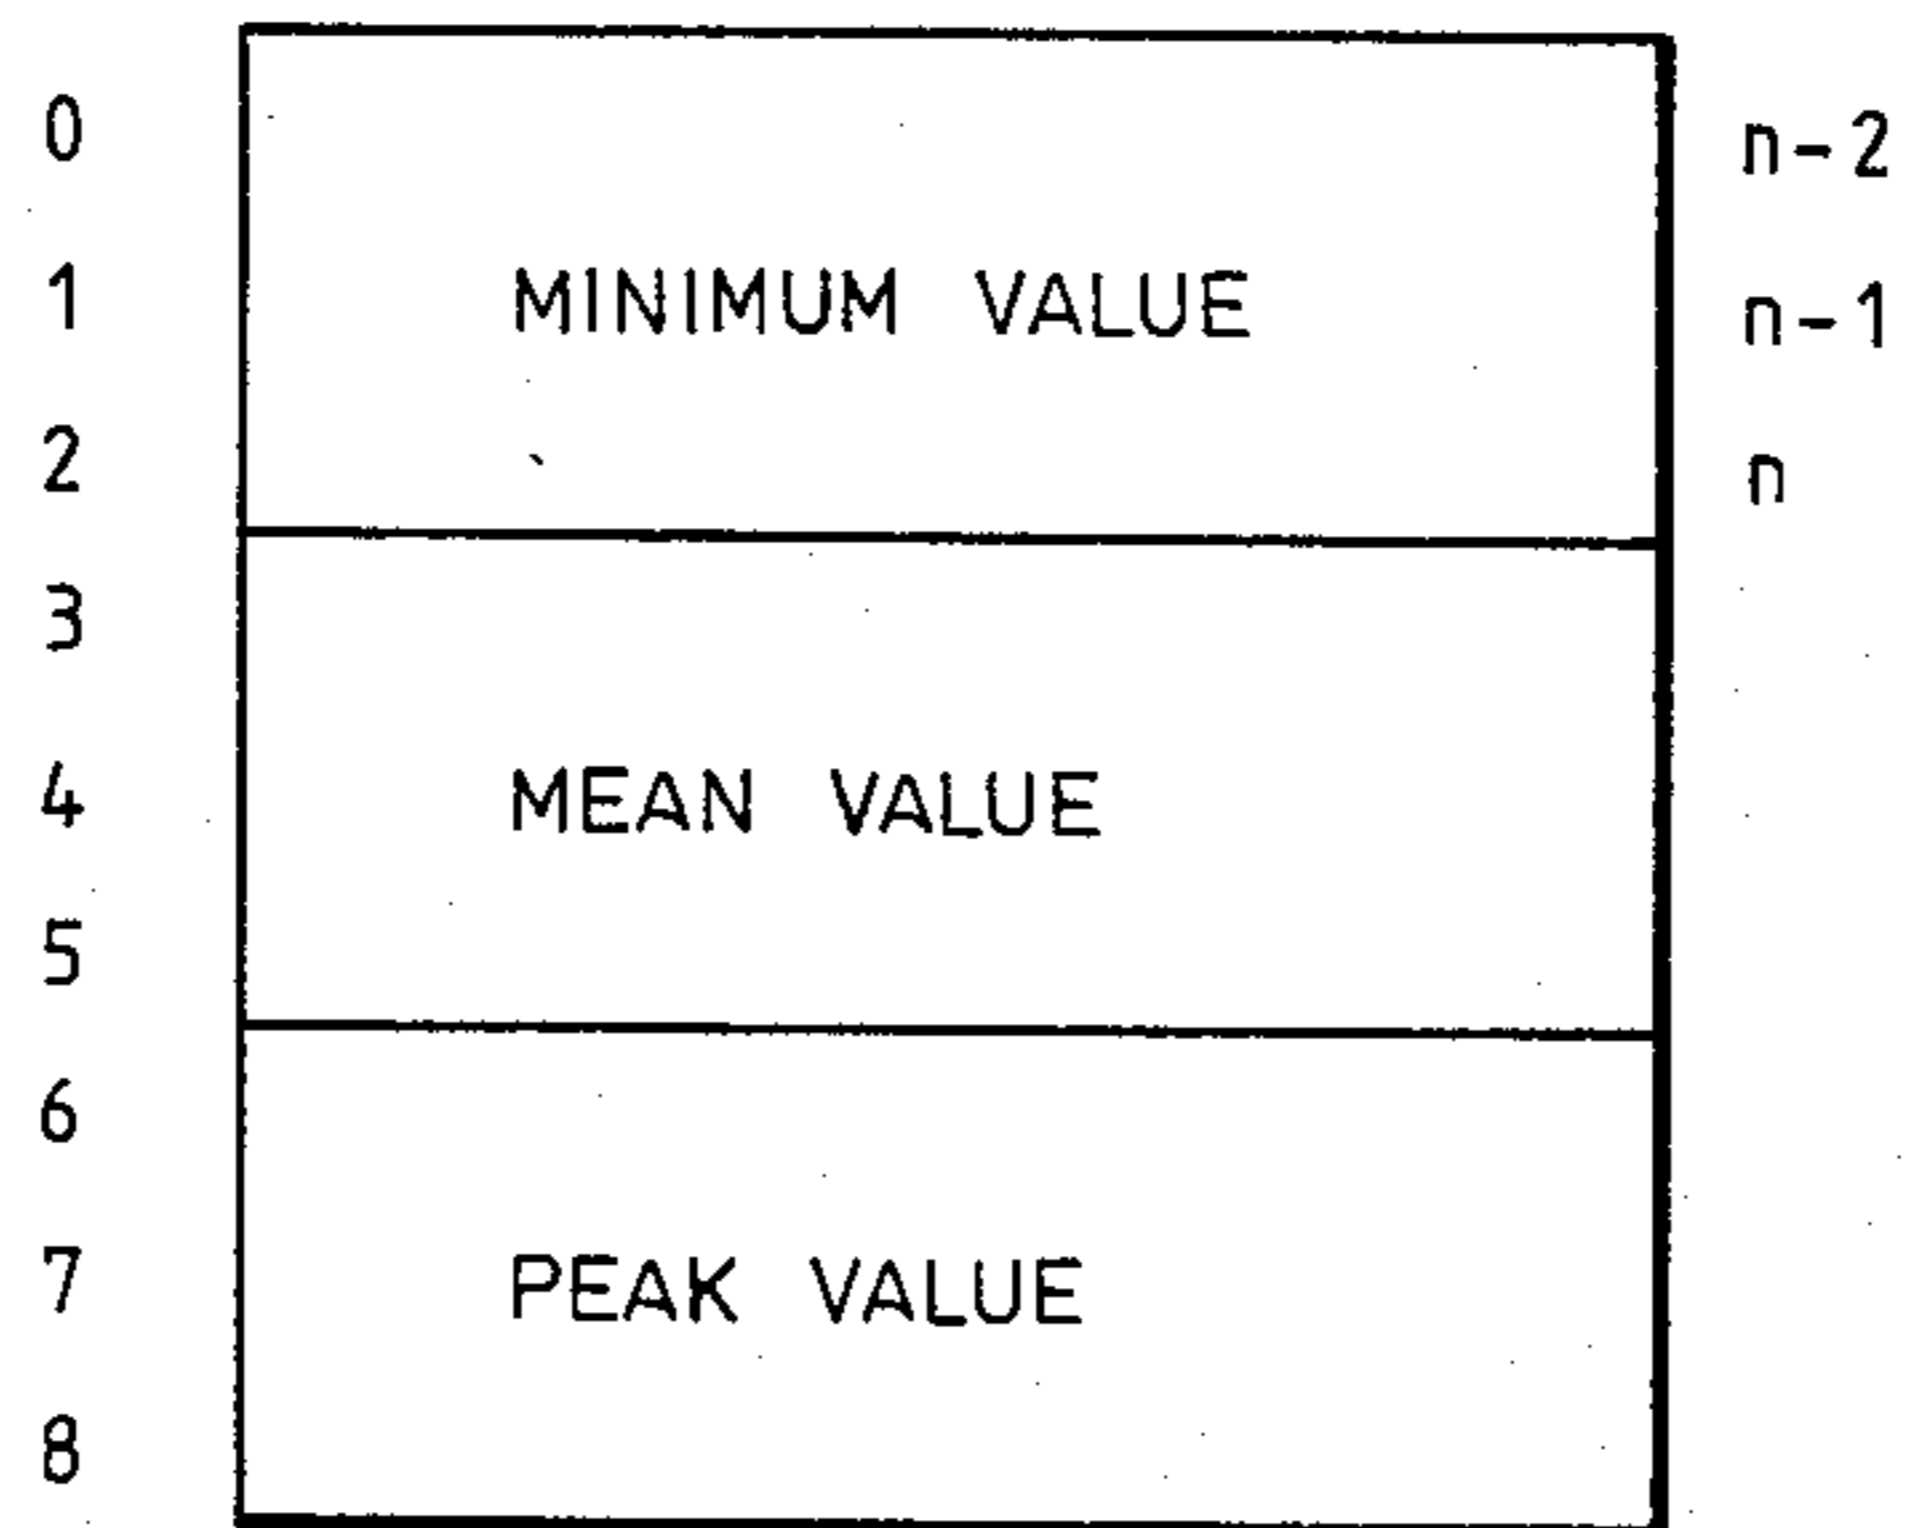 0 n-2
1 MINIMUM VALUE n-1
2 n
3
4 MEAN VALUE
5
6
7 PEAK VALUE
8